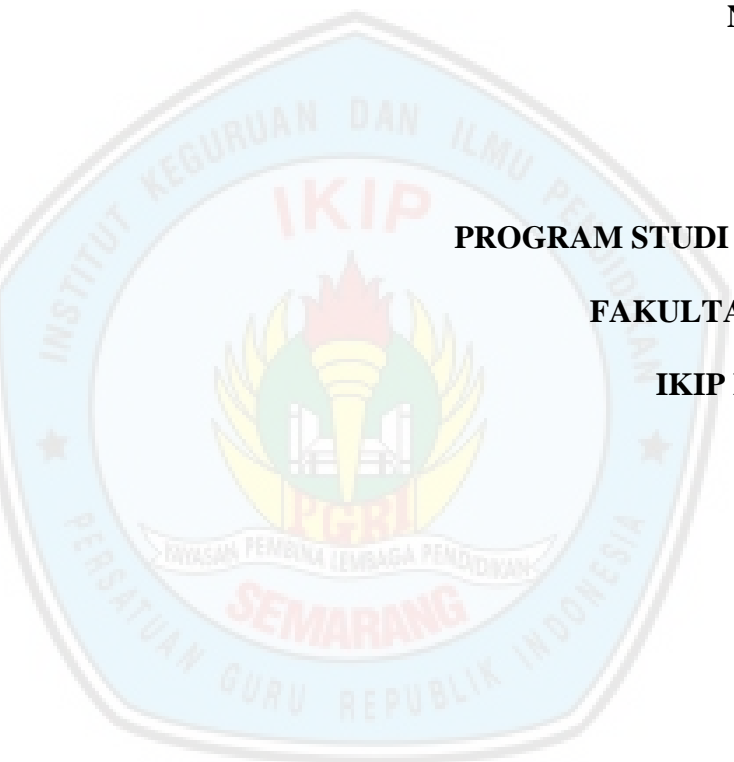 INSTITUT KEGURUAN DAN ILMU PENDIDIKAN
IKIP
PROGRAM STUDI
FAKULTA
IKIP
PGRI
YAYASAN PEMBINA LEMBAGA PENDIDIKAN
SEMARANG
PERSATUAN GURU REPUBLIK INDONESIA